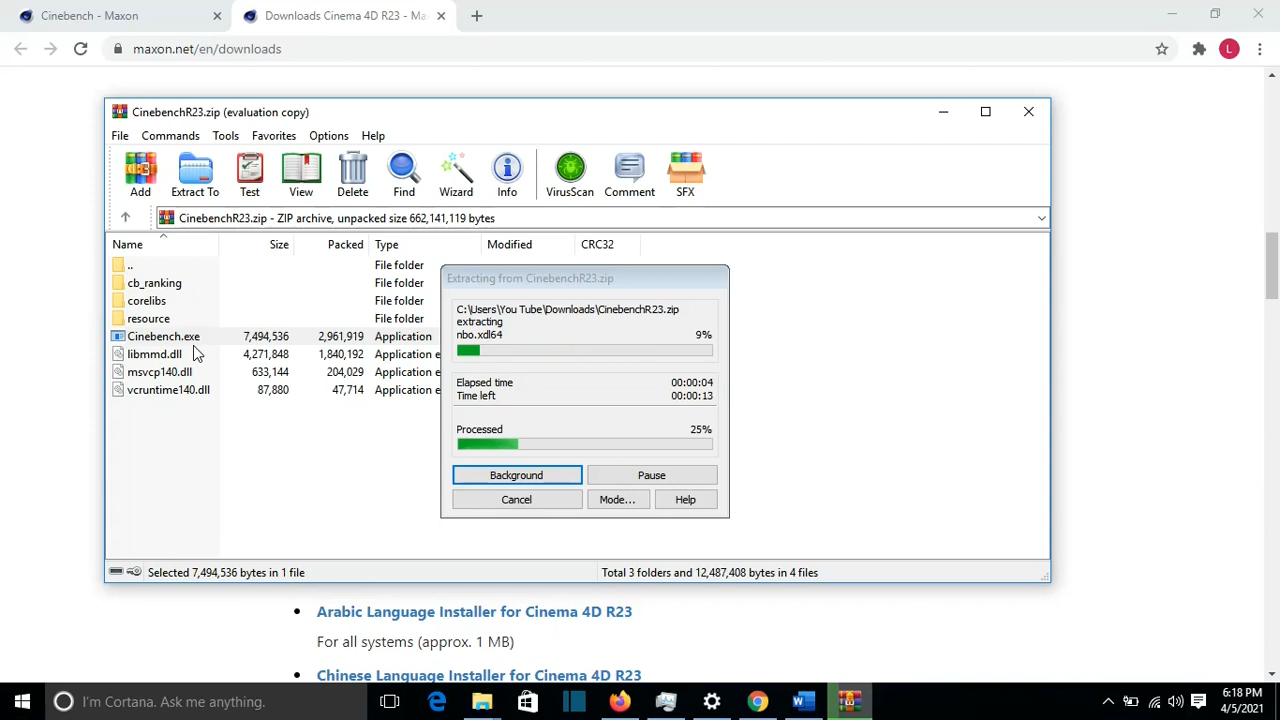 Cinebench - Maxon
Downloads Cinema 4D R23 - Ma
maxon.net/en/downloads
L
CinebenchR23.zip (evaluation copy)
File Commands Tools Favorites Options Help
Add Extract To Test View Delete Find Wizard Info VirusScan Comment SFX
CinebenchR23.zip - ZIP archive, unpacked size 662,141,119 bytes
Name Size Packed Type Modified CRC32
.. File folder
cb_ranking File folder
corelibs File folder
resource File folder
Cinebench.exe 7,494,536 2,961,919 Application
libmmd.dll 4,271,848 1,840,192 Application e
msvcp140.dll 633,144 204,029 Application e
vcruntime140.dll 87,880 47,714 Application e
Extracting from CinebenchR23.zip
C:\Users\You Tube\Downloads\CinebenchR23.zip
extracting
nbo.xdl64 9%
Elapsed time 00:00:04
Time left 00:00:13
Processed 25%
Background Pause
Cancel Mode... Help
Selected 7,494,536 bytes in 1 file Total 3 folders and 12,487,408 bytes in 4 files
• Arabic Language Installer for Cinema 4D R23
For all systems (approx. 1 MB)
• Chinese Language Installer for Cinema 4D R23
I'm Cortana. Ask me anything.
6:18 PM
4/5/2021